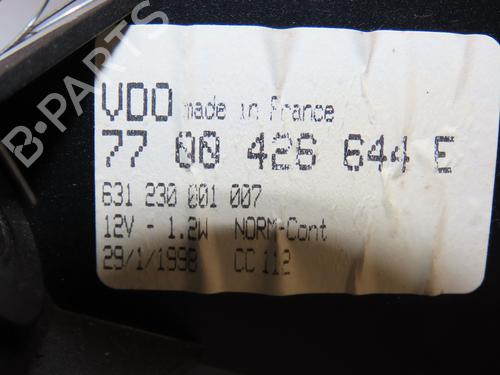 B-PARTS
VDO made in France
77 00 426 644 E
631 230 001 007
12V - 1.2W NORM-Cont
29/1/1998 CC 112